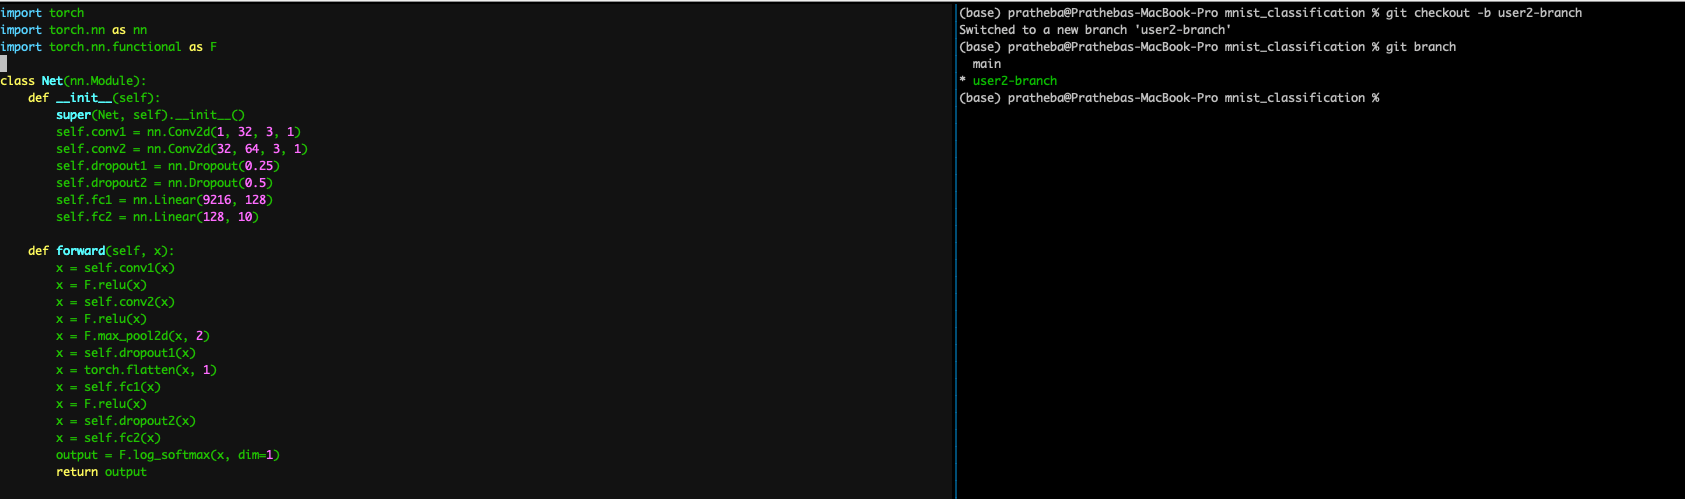 import torch
import torch.nn as nn
import torch.nn.functional as F
class Net(nn.Module):
    def __init__(self):
        super(Net, self).__init__()
        self.conv1 = nn.Conv2d(1, 32, 3, 1)
        self.conv2 = nn.Conv2d(32, 64, 3, 1)
        self.dropout1 = nn.Dropout(0.25)
        self.dropout2 = nn.Dropout(0.5)
        self.fc1 = nn.Linear(9216, 128)
        self.fc2 = nn.Linear(128, 10)
    def forward(self, x):
        x = self.conv1(x)
        x = F.relu(x)
        x = self.conv2(x)
        x = F.relu(x)
        x = F.max_pool2d(x, 2)
        x = self.dropout1(x)
        x = torch.flatten(x, 1)
        x = self.fc1(x)
        x = F.relu(x)
        x = self.dropout2(x)
        x = self.fc2(x)
        output = F.log_softmax(x, dim=1)
        return output
(base) pratheba@Prathebas-MacBook-Pro mnist_classification % git checkout -b user2-branch
Switched to a new branch 'user2-branch'
(base) pratheba@Prathebas-MacBook-Pro mnist_classification % git branch
  main
* user2-branch
(base) pratheba@Prathebas-MacBook-Pro mnist_classification %